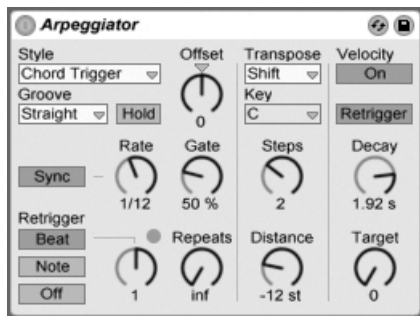 Arpeggiator
Style
Chord Trigger
Groove
Straight
Hold
Offset
0
Transpose
Shift
Key
C
Velocity
On
Retrigger
Sync
Rate
1/12
Gate
50 %
Steps
2
Decay
1.92 s
Retrigger
Beat
Note
Off
1
Repeats
inf
Distance
-12 st
Target
0